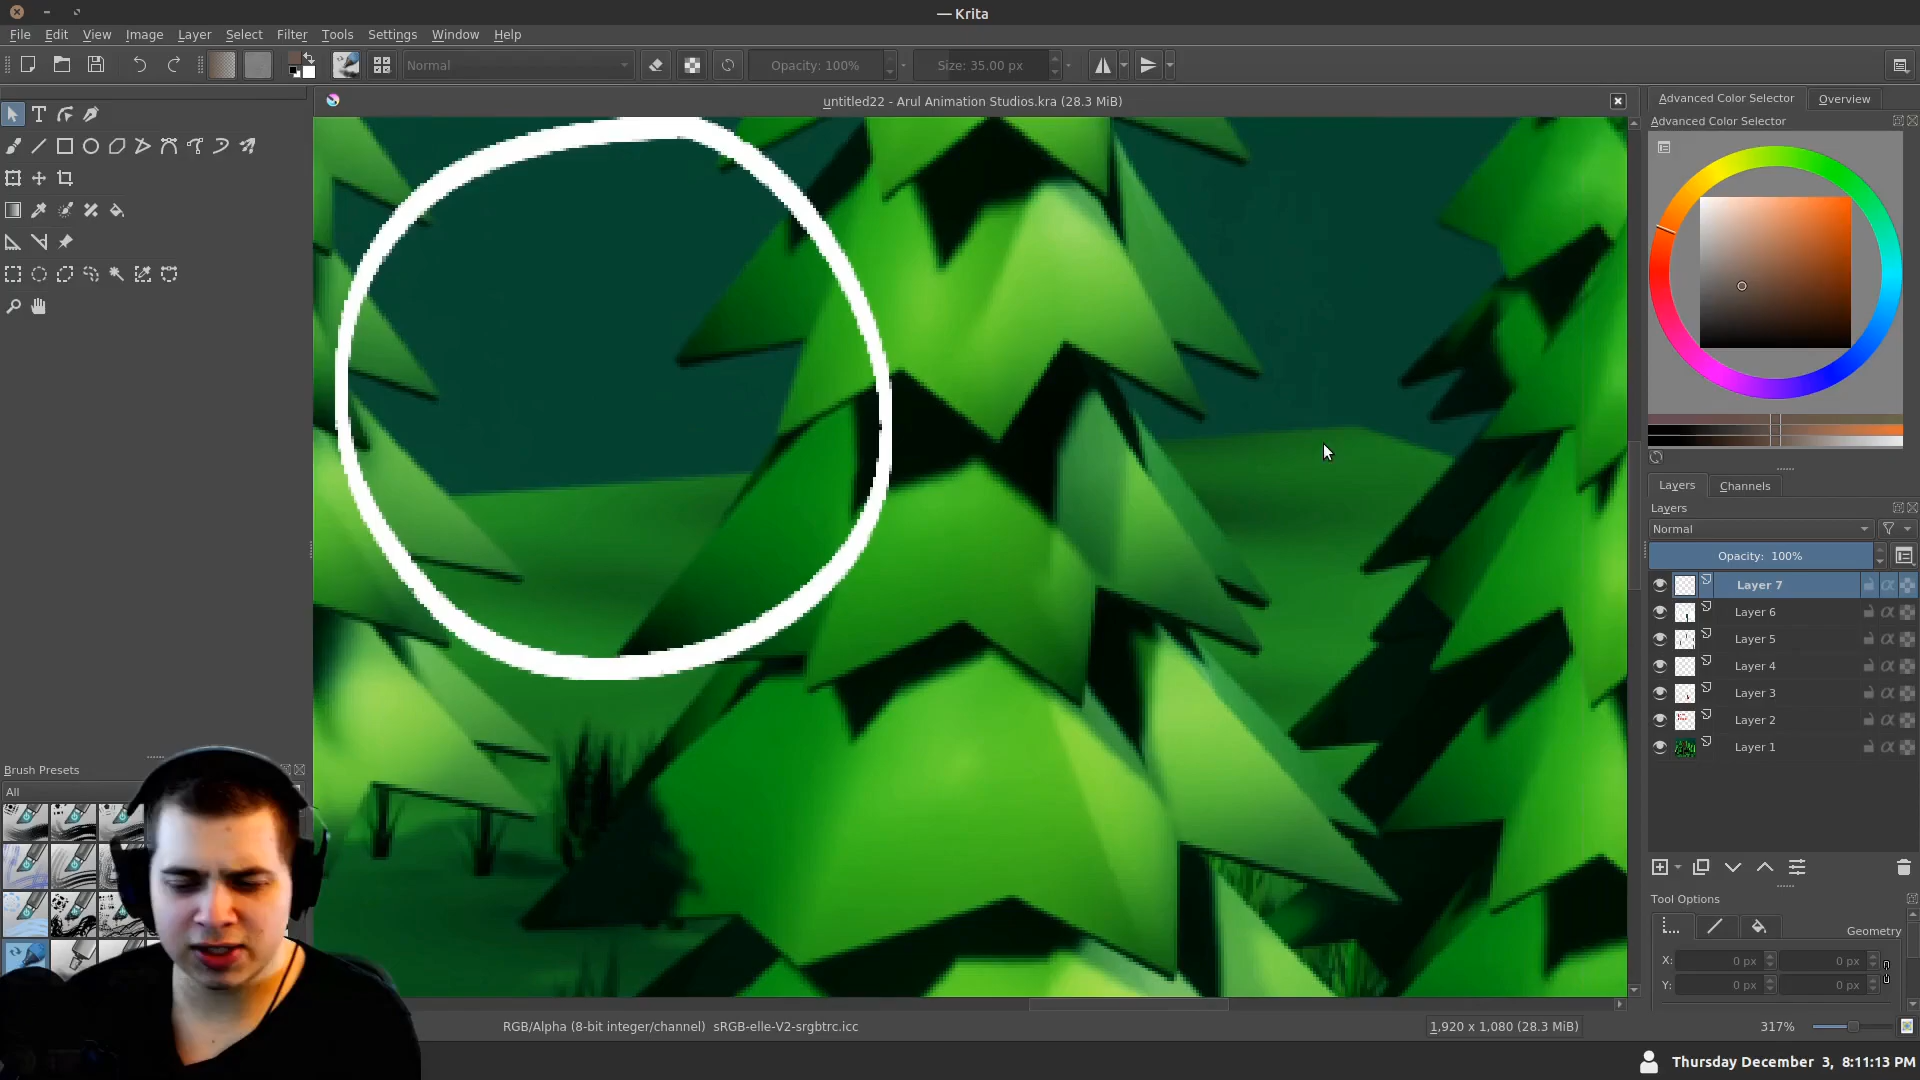 — Krita
File Edit View Image Layer Select Filter Tools Settings Window Help
Normal Opacity: 100% Size: 35.00 px
untitled22 - Arul Animation Studios.kra (28.3 MiB)
Advanced Color Selector Overview
Advanced Color Selector
Layers Channels
Layers
Normal
Opacity: 100%
Layer 7
Layer 6
Layer 5
Layer 4
Layer 3
Layer 2
Layer 1
Brush Presets
All
Tool Options
Geometry
X: 0 px 0 px
Y: 0 px 0 px
RGB/Alpha (8-bit integer/channel) sRGB-elle-V2-srgbtrc.icc
1,920 x 1,080 (28.3 MiB)
317%
Thursday December 3, 8:11:13 PM